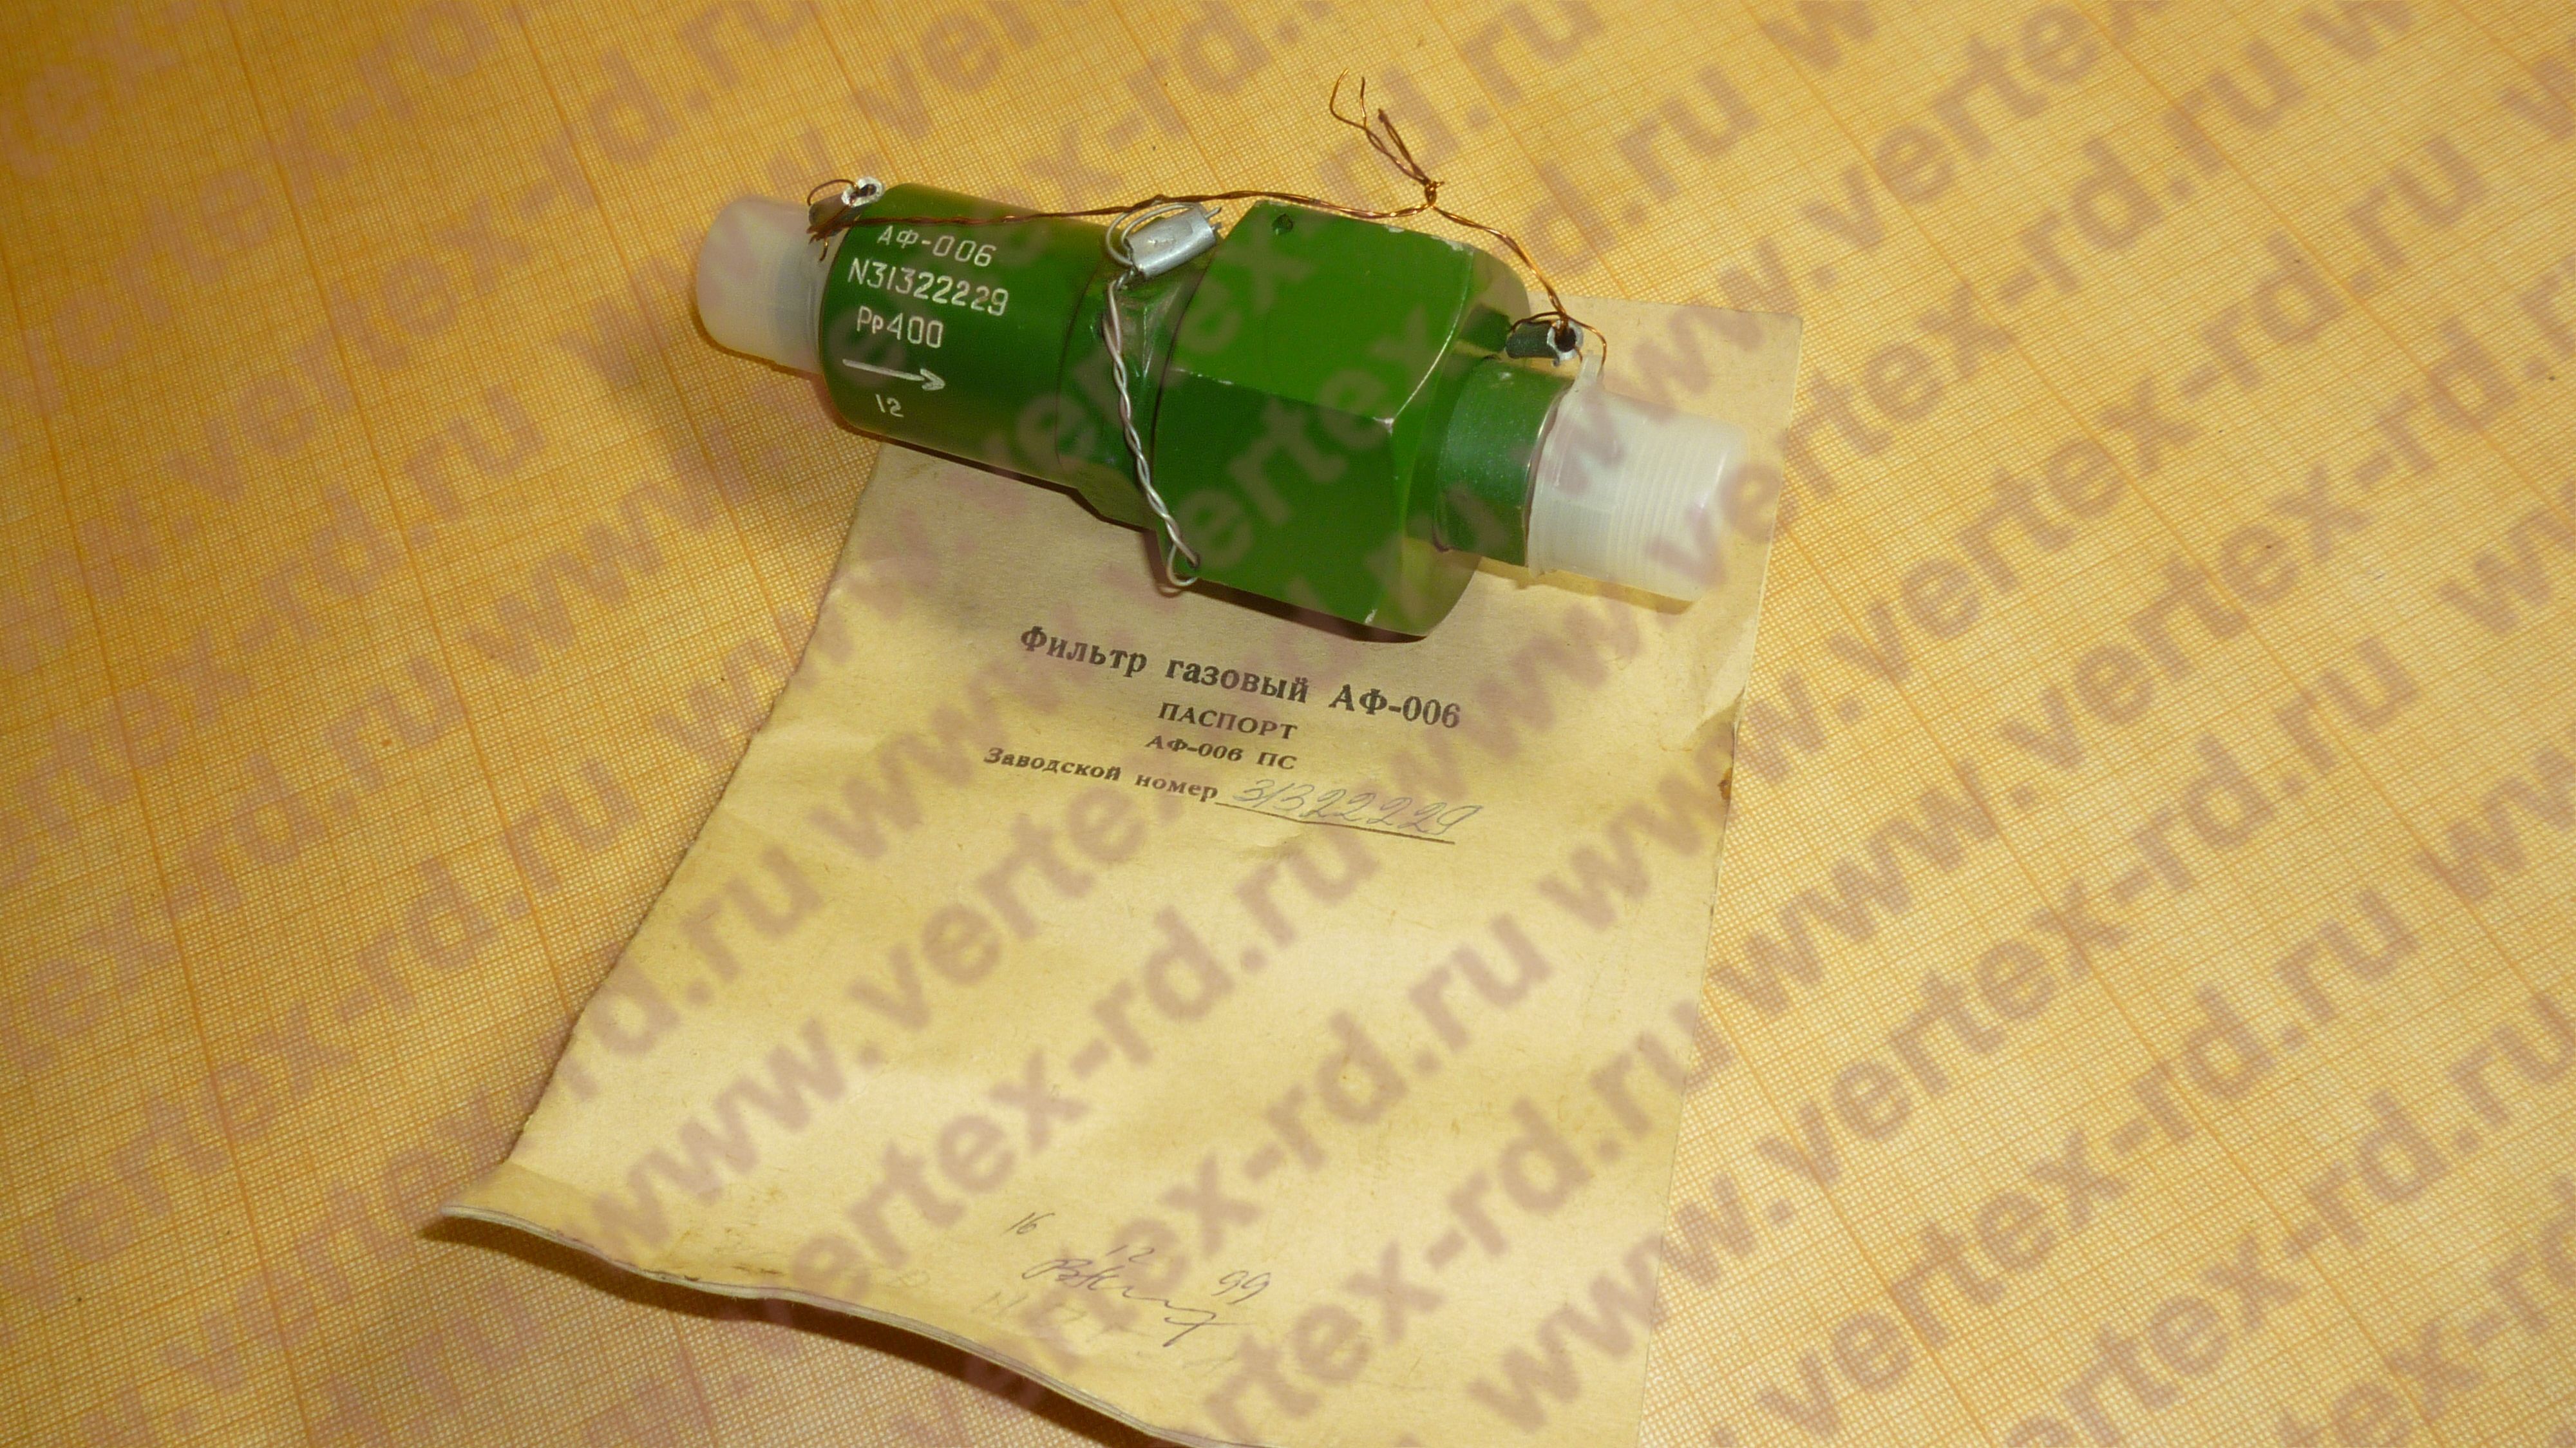 АФ-006
N31322229
Рр400
12
Фильтр газовый АФ-006
ПАСПОРТ
АФ-006 ПС
Заводской номер 31322229
16
12
99
www.vertex-rd.ru